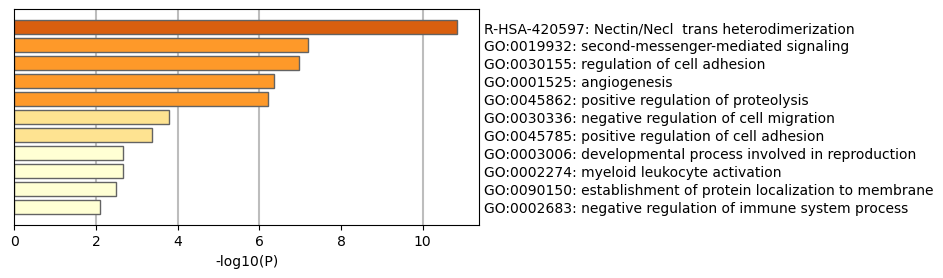 R-HSA-420597: Nectin/Necl  trans heterodimerization
GO:0019932: second-messenger-mediated signaling
GO:0030155: regulation of cell adhesion
GO:0001525: angiogenesis
GO:0045862: positive regulation of proteolysis
GO:0030336: negative regulation of cell migration
GO:0045785: positive regulation of cell adhesion
GO:0003006: developmental process involved in reproduction
GO:0002274: myeloid leukocyte activation
GO:0090150: establishment of protein localization to membrane
GO:0002683: negative regulation of immune system process
0 2 4 6 8 10
-log10(P)